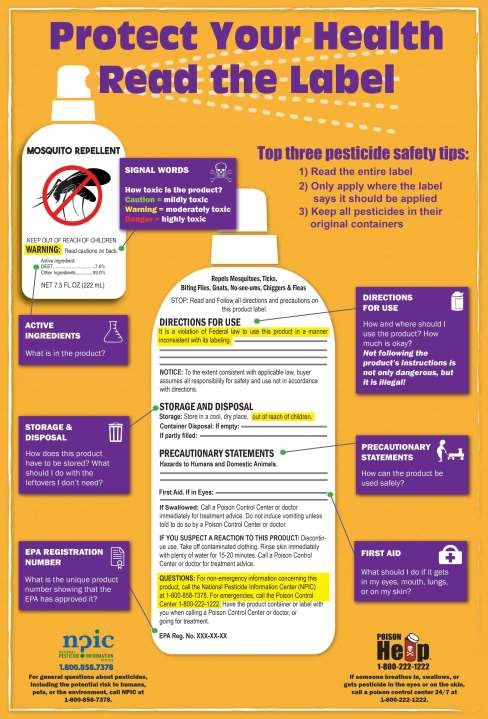 Protect Your Health
Read the Label
MOSQUITO REPELLENT
KEEP OUT OF REACH OF CHILDREN
WARNING: Read cautions on back.
Active Ingredient
DEET..............7.0%
Other Ingredients..............93.0%
NET 7.5 FL OZ (222 mL)
SIGNAL WORDS
How toxic is the product?
Caution = mildly toxic
Warning = moderately toxic
Danger = highly toxic
Top three pesticide safety tips:
1) Read the entire label
2) Only apply where the label
says it should be applied
3) Keep all pesticides in their
original containers
ACTIVE
INGREDIENTS
What is in the product?
STORAGE &
DISPOSAL
How does this product
have to be stored? What
should I do with the
leftovers I don't need?
EPA REGISTRATION
NUMBER
What is the unique product
number showing that the
EPA has approved it?
Repels Mosquitoes, Ticks,
Biting Flies, Gnats, No-see-ums, Chiggers & Fleas
STOP: Read and Follow all directions and precautions on
this product label.
DIRECTIONS FOR USE
It is a violation of Federal law to use this product in a manner
inconsistent with its labeling.
NOTICE: To the extent consistent with applicable law, buyer
assumes all responsibility for safety and use not in accordance
with directions.
STORAGE AND DISPOSAL
Storage: Store in a cool, dry place, out of reach of children.
Container Disposal: If empty:
If partly filled:
PRECAUTIONARY STATEMENTS
Hazards to Humans and Domestic Animals.
First Aid. If in Eyes:
If Swallowed: Call a Poison Control Center or doctor
immediately for treatment advice. Do not induce vomiting unless
told to do so by a Poison Control Center or doctor.
IF YOU SUSPECT A REACTION TO THIS PRODUCT: Discontin-
ue use. Take off contaminated clothing. Rinse skin immediately
with plenty of water for 15-20 minutes. Call a Poison Control
Center or doctor for treatment advice.
QUESTIONS: For non-emergency information concerning this
product, call the National Pesticide Information Center (NPIC)
at 1-800-858-7378. For emergencies, call the Poison Control
Center 1-800-222-1222. Have the product container or label with
you when calling a Poison Control Center or doctor, or
going for treatment.
EPA Reg. No. XXX-XX-XX
DIRECTIONS
FOR USE
How and where should I
use the product? How
much is okay?
Not following the
product's instructions is
not only dangerous, but
it is illegal!
PRECAUTIONARY
STATEMENTS
How can the product be
used safely?
FIRST AID
What should I do if it gets
in my eyes, mouth, lungs,
or on my skin?
npic
NATIONAL
PESTICIDE INFORMATION
CENTER
1.800.858.7378
For general questions about pesticides,
including the potential risk to humans,
pets, or the environment, call NPIC at
1-800-858-7378.
POISON
Help
1-800-222-1222
If someone breathes in, swallows, or
gets pesticide in the eyes or on the skin,
call a poison control center 24/7 at
1-800-222-1222.